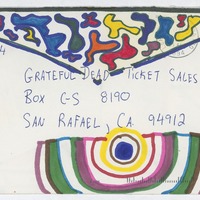 GRATEFUL DEAD TICKET SALES
BOX C-S 8190
SAN RAFAEL, CA. 94912